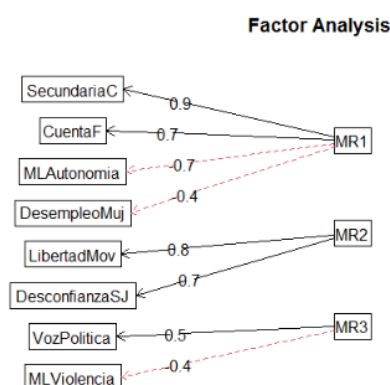 Factor Analysis
SecundariaC
0.9
CuentaF
0.7
MR1
MLAutonomia
-0.7
DesempleoMuj
-0.4
LibertadMov
0.8
MR2
DesconfianzaSJ
0.7
VozPolitica
0.5
MR3
MLViolencia
-0.4